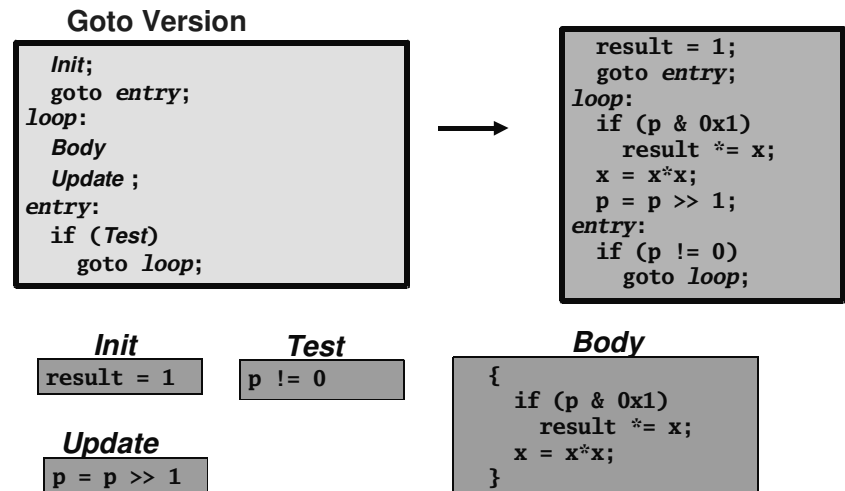 Goto Version
Init;
goto entry;
loop:
Body
Update ;
entry:
if (Test)
goto loop;
result = 1;
goto entry;
loop:
if (p & 0x1)
result *= x;
x = x*x;
p = p >> 1;
entry:
if (p != 0)
goto loop;
Init
result = 1
Test
p != 0
Body
{
if (p & 0x1)
result *= x;
x = x*x;
}
Update
p = p >> 1